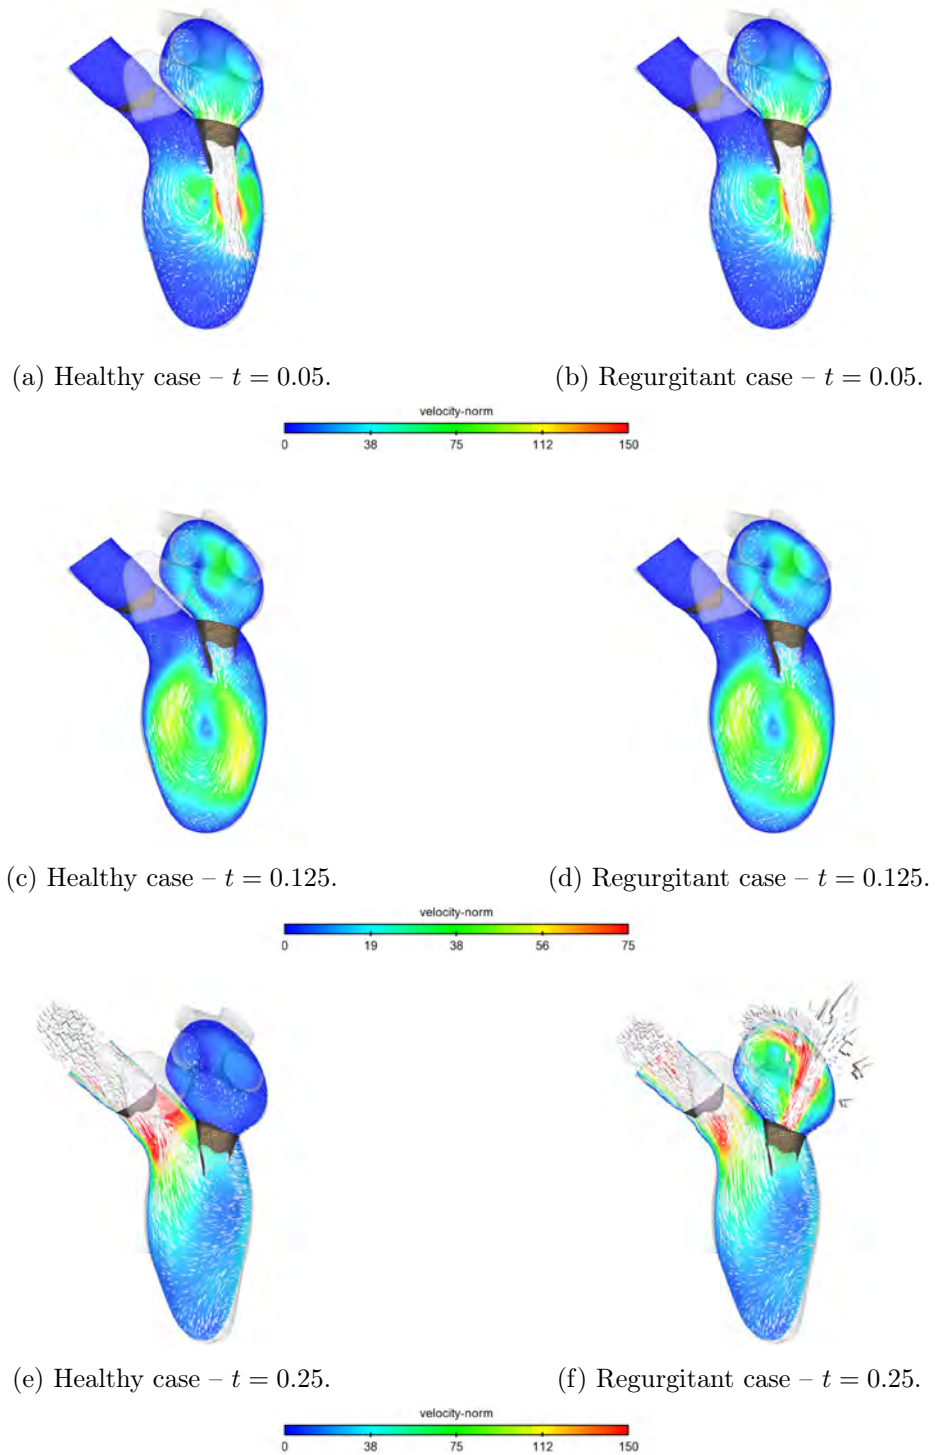 (a) Healthy case – t = 0.05.
(b) Regurgitant case – t = 0.05.
velocity-norm
0 38 75 112 150
(c) Healthy case – t = 0.125.
(d) Regurgitant case – t = 0.125.
velocity-norm
0 19 38 56 75
(e) Healthy case – t = 0.25.
(f) Regurgitant case – t = 0.25.
velocity-norm
0 38 75 112 150